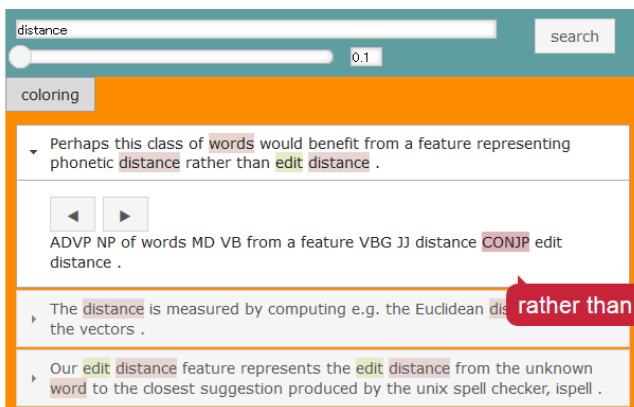 distance
search
0.1
coloring
Perhaps this class of words would benefit from a feature representing
phonetic distance rather than edit distance .
ADVP NP of words MD VB from a feature VBG JJ distance CONJP edit
distance .
rather than
The distance is measured by computing e.g. the Euclidean
the vectors .
Our edit distance feature represents the edit distance from the unknown
word to the closest suggestion produced by the unix spell checker, ispell .